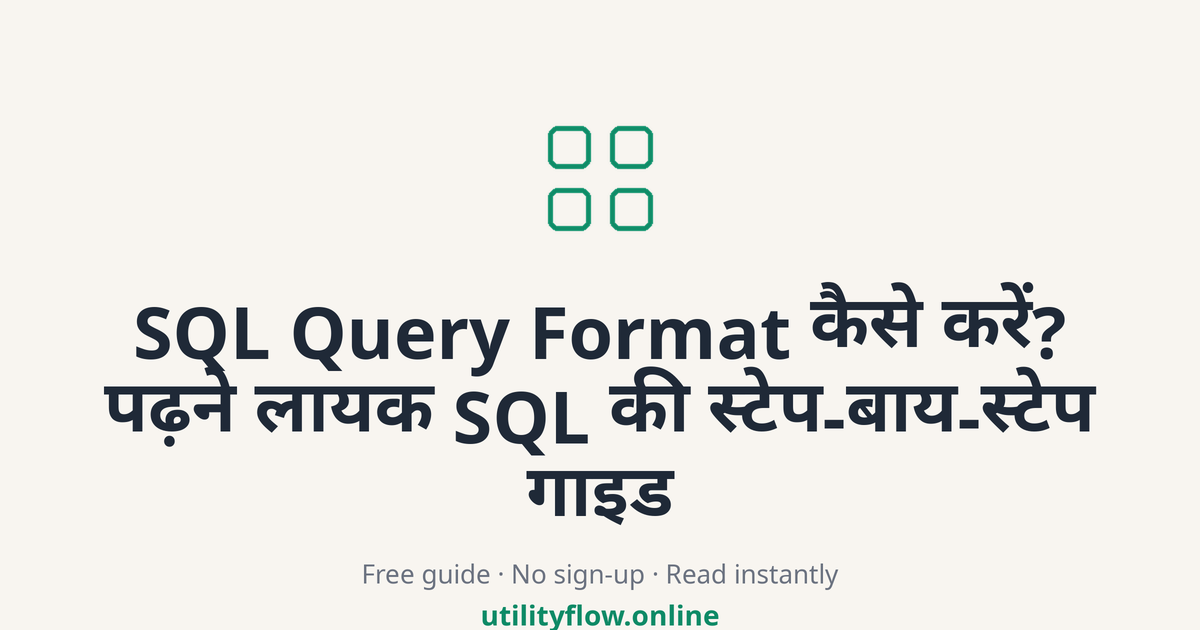 SQL Query Format कैसे करें?
पढ़ने लायक SQL की स्टेप-बाय-स्टेप
गाइड
Free guide · No sign-up · Read instantly
utilityflow.online